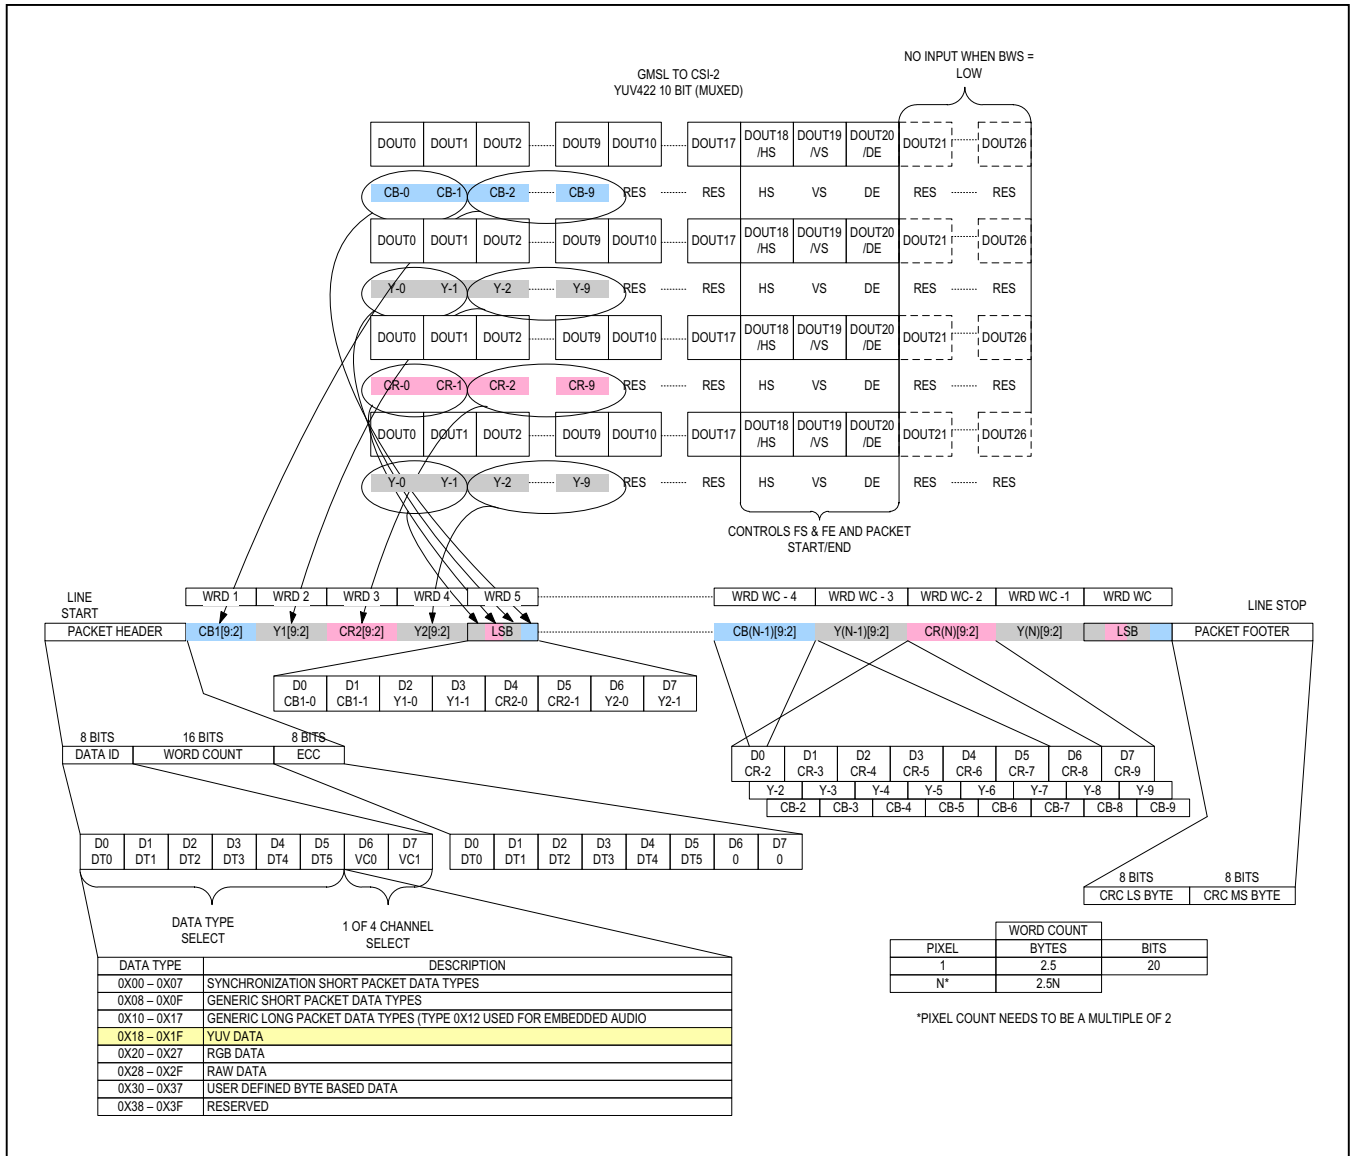 NO INPUT WHEN BWS =
LOW
GMSL TO CSI-2
YUV422 10 BIT (MUXED)
DOUT0 DOUT1 DOUT2 DOUT9 DOUT10 DOUT17 DOUT18 /HS DOUT19 /VS DOUT20 /DE DOUT21 DOUT26
CB-0 CB-1 CB-2 CB-9 RES RES HS VS DE RES RES
DOUT0 DOUT1 DOUT2 DOUT9 DOUT10 DOUT17 DOUT18 /HS DOUT19 /VS DOUT20 /DE DOUT21 DOUT26
Y-0 Y-1 Y-2 Y-9 RES RES HS VS DE RES RES
DOUT0 DOUT1 DOUT2 DOUT9 DOUT10 DOUT17 DOUT18 /HS DOUT19 /VS DOUT20 /DE DOUT21 DOUT26
CR-0 CR-1 CR-2 CR-9 RES RES HS VS DE RES RES
DOUT0 DOUT1 DOUT2 DOUT9 DOUT10 DOUT17 DOUT18 /HS DOUT19 /VS DOUT20 /DE DOUT21 DOUT26
Y-0 Y-1 Y-2 Y-9 RES RES HS VS DE RES RES
CONTROLS FS & FE AND PACKET
START/END
LINE
START
WRD 1 WRD 2 WRD 3 WRD 4 WRD 5 WRD WC - 4 WRD WC - 3 WRD WC- 2 WRD WC -1 WRD WC
LINE STOP
PACKET HEADER CB1[9:2] Y1[9:2] CR2[9:2] Y2[9:2] LSB CB(N-1)[9:2] Y(N-1)[9:2] CR(N)[9:2] Y(N)[9:2] LSB PACKET FOOTER
D0 D1 D2 D3 D4 D5 D6 D7
CB1-0 CB1-1 Y1-0 Y1-1 CR2-0 CR2-1 Y2-0 Y2-1
8 BITS 16 BITS 8 BITS
DATA ID WORD COUNT ECC
D0 D1 D2 D3 D4 D5 D6 D7
CR-2 CR-3 CR-4 CR-5 CR-6 CR-7 CR-8 CR-9
Y-2 Y-3 Y-4 Y-5 Y-6 Y-7 Y-8 Y-9
CB-2 CB-3 CB-4 CB-5 CB-6 CB-7 CB-8 CB-9
D0 D1 D2 D3 D4 D5 D6 D7
DT0 DT1 DT2 DT3 DT4 DT5 VC0 VC1
D0 D1 D2 D3 D4 D5 D6 D7
DT0 DT1 DT2 DT3 DT4 DT5 0 0
8 BITS 8 BITS
CRC LS BYTE CRC MS BYTE
DATA TYPE
SELECT
1 OF 4 CHANNEL
SELECT
WORD COUNT
PIXEL BYTES BITS
1 2.5 20
N* 2.5N
*PIXEL COUNT NEEDS TO BE A MULTIPLE OF 2
DATA TYPE DESCRIPTION
0X00 – 0X07 SYNCHRONIZATION SHORT PACKET DATA TYPES
0X08 – 0X0F GENERIC SHORT PACKET DATA TYPES
0X10 – 0X17 GENERIC LONG PACKET DATA TYPES (TYPE 0X12 USED FOR EMBEDDED AUDIO
0X18 – 0X1F YUV DATA
0X20 – 0X27 RGB DATA
0X28 – 0X2F RAW DATA
0X30 – 0X37 USER DEFINED BYTE BASED DATA
0X38 – 0X3F RESERVED